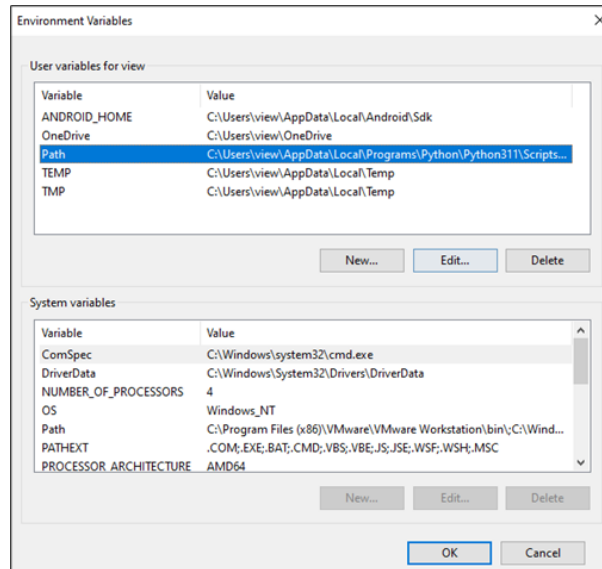 Environment Variables
User variables for view
Variable Value
ANDROID_HOME C:\Users\view\AppData\Local\Android\Sdk
OneDrive C:\Users\view\OneDrive
Path C:\Users\view\AppData\Local\Programs\Python\Python311\Scripts...
TEMP C:\Users\view\AppData\Local\Temp
TMP C:\Users\view\AppData\Local\Temp
New... Edit... Delete
System variables
Variable Value
ComSpec C:\Windows\system32\cmd.exe
DriverData C:\Windows\System32\Drivers\DriverData
NUMBER_OF_PROCESSORS 4
OS Windows_NT
Path C:\Program Files (x86)\VMware\VMware Workstation\bin\;C:\Wind...
PATHEXT .COM;.EXE;.BAT;.CMD;.VBS;.VBE;.JS;.JSE;.WSF;.WSH;.MSC
PROCESSOR_ARCHITECTURE AMD64
New... Edit... Delete
OK Cancel